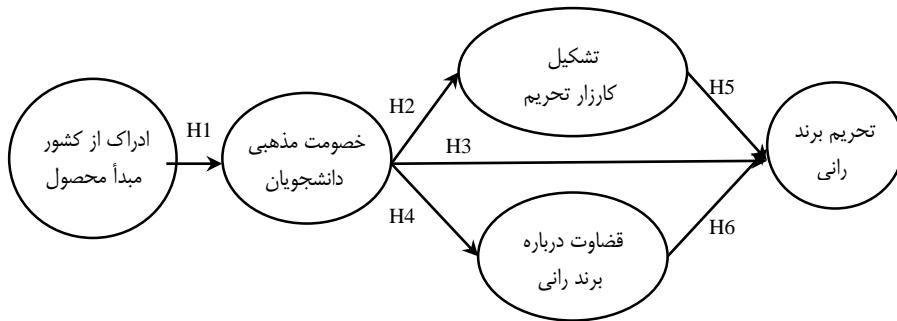 ادراک از کشور
مبدأ محصول
H1
خصومت مذهبی
دانشجویان
H2
H3
H4
تشکیل
کارزار تحریم
قضاوت درباره
برند رانی
H5
H6
تحریم برند
رانی